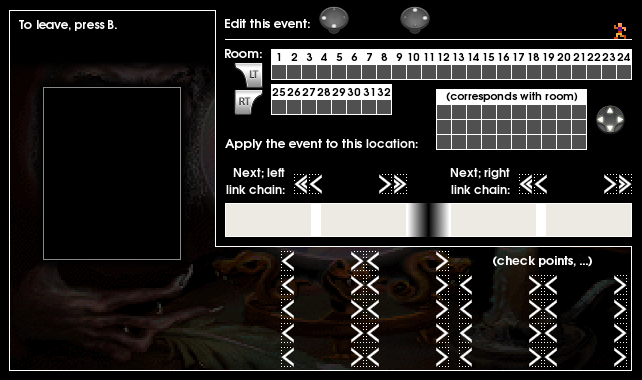 To leave, press B.
Edit this event:
Room:
1 2 3 4 5 6 7 8 9 10 11 12 13 14 15 16 17 18 19 20 21 22 23 24
LT
25 26 27 28 29 30 31 32
RT
(corresponds with room)
Apply the event to this location:
Next; left link chain:
Next; right link chain:
(check points, ...)